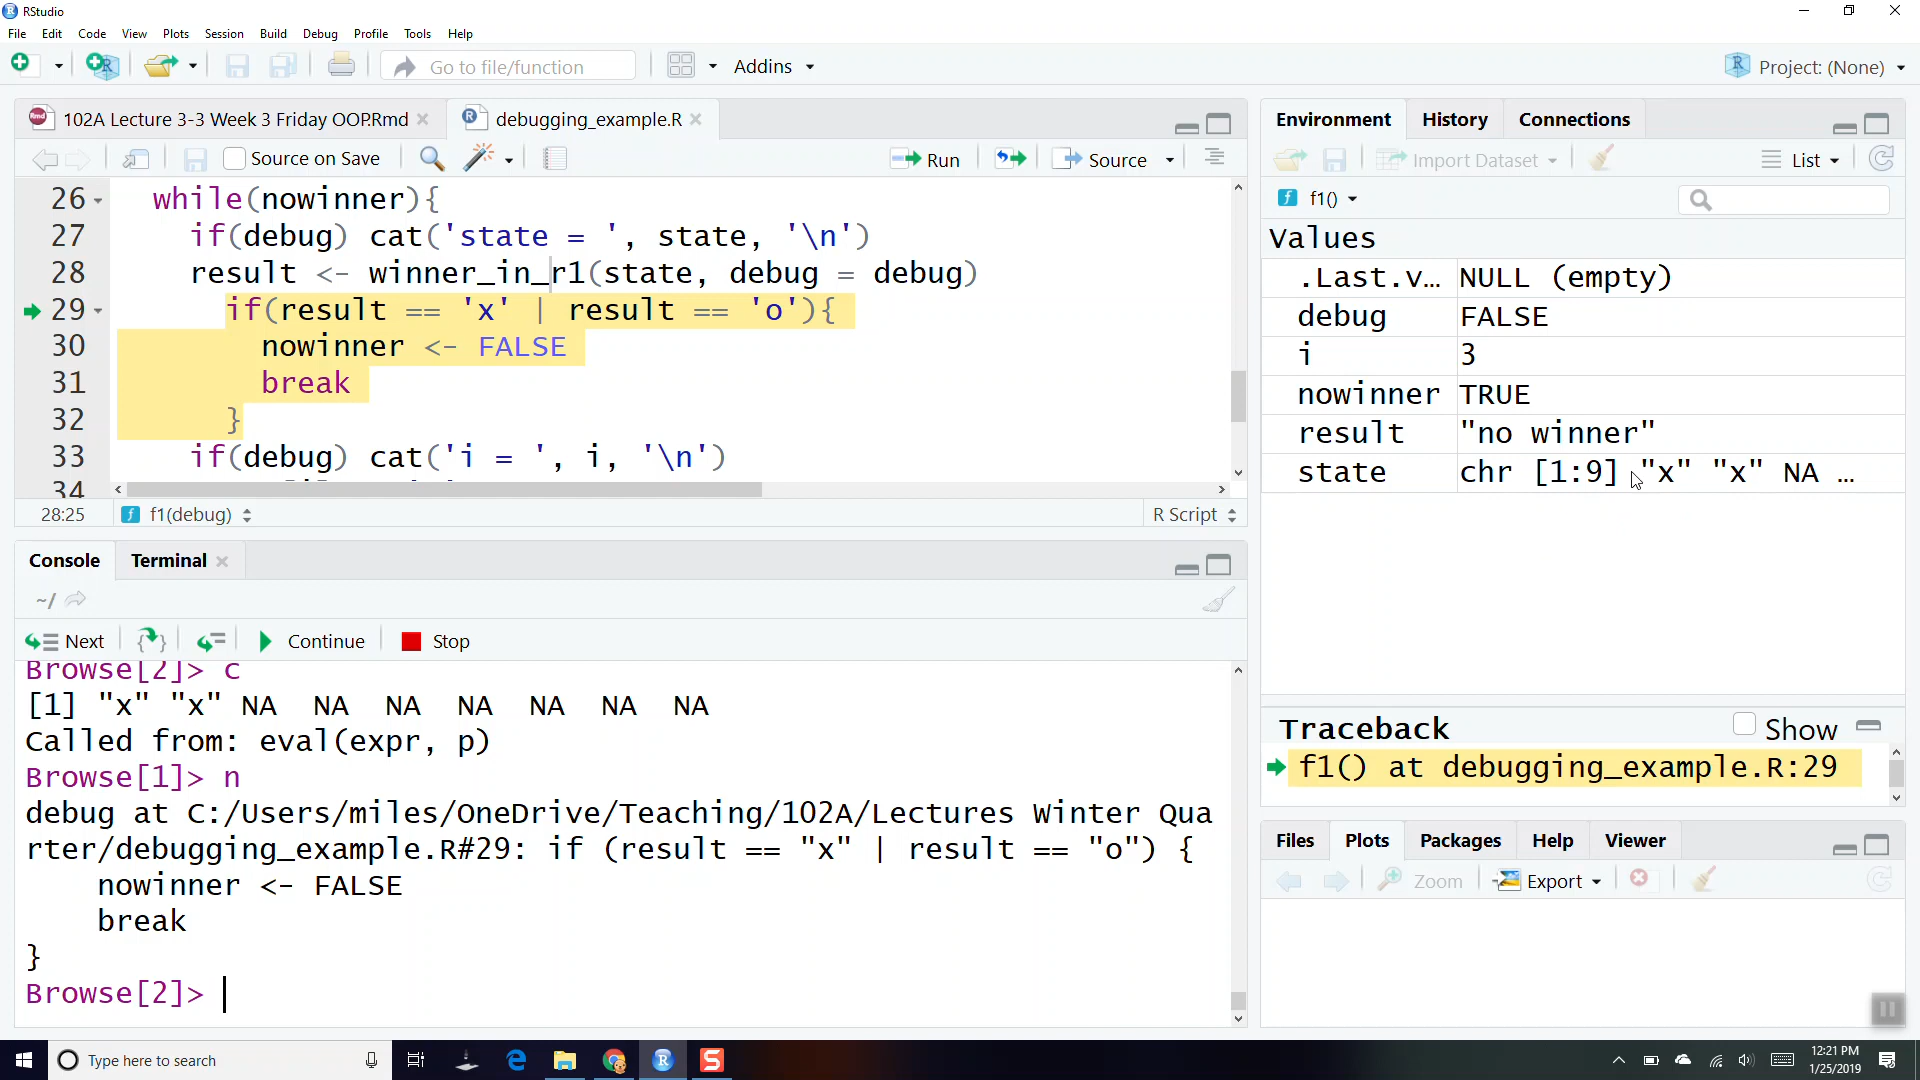 RStudio
File Edit Code View Plots Session Build Debug Profile Tools Help
Go to file/function
Addins
Project: (None)
102A Lecture 3-3 Week 3 Friday OOP.Rmd
debugging_example.R
Source on Save
Run
Source
26 while(nowinner){
27 if(debug) cat('state = ', state, '\n')
28 result <- winner_in_r1(state, debug = debug)
29 if(result == 'x' | result == 'o'){
30 nowinner <- FALSE
31 break
32 }
33 if(debug) cat('i = ', i, '\n')
34
28:25 f1(debug) R Script
Console Terminal
~/
Next Continue Stop
Browse[2]> c
[1] "x" "x" NA NA NA NA NA NA NA
Called from: eval(expr, p)
Browse[1]> n
debug at C:/Users/miles/OneDrive/Teaching/102A/Lectures Winter Qua
rter/debugging_example.R#29: if (result == "x" | result == "o") {
nowinner <- FALSE
break
}
Browse[2]>
Environment History Connections
Import Dataset List
f1()
Values
.Last.v… NULL (empty)
debug FALSE
i 3
nowinner TRUE
result "no winner"
state chr [1:9] "x" "x" NA ...
Traceback Show
f1() at debugging_example.R:29
Files Plots Packages Help Viewer
Zoom Export
Type here to search
12:21 PM
1/25/2019